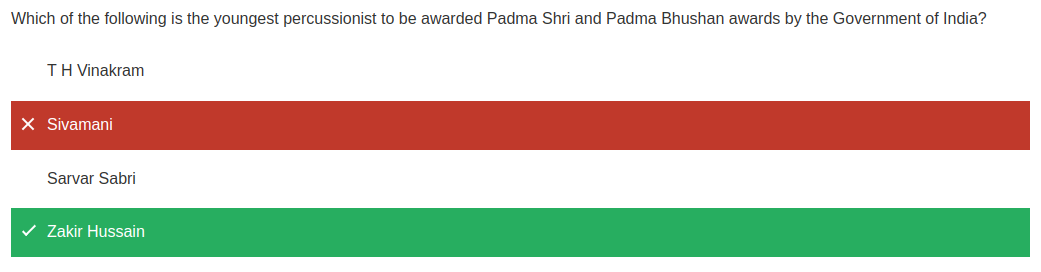 Which of the following is the youngest percussionist to be awarded Padma Shri and Padma Bhushan awards by the Government of India?
T H Vinakram
Sivamani
Sarvar Sabri
Zakir Hussain